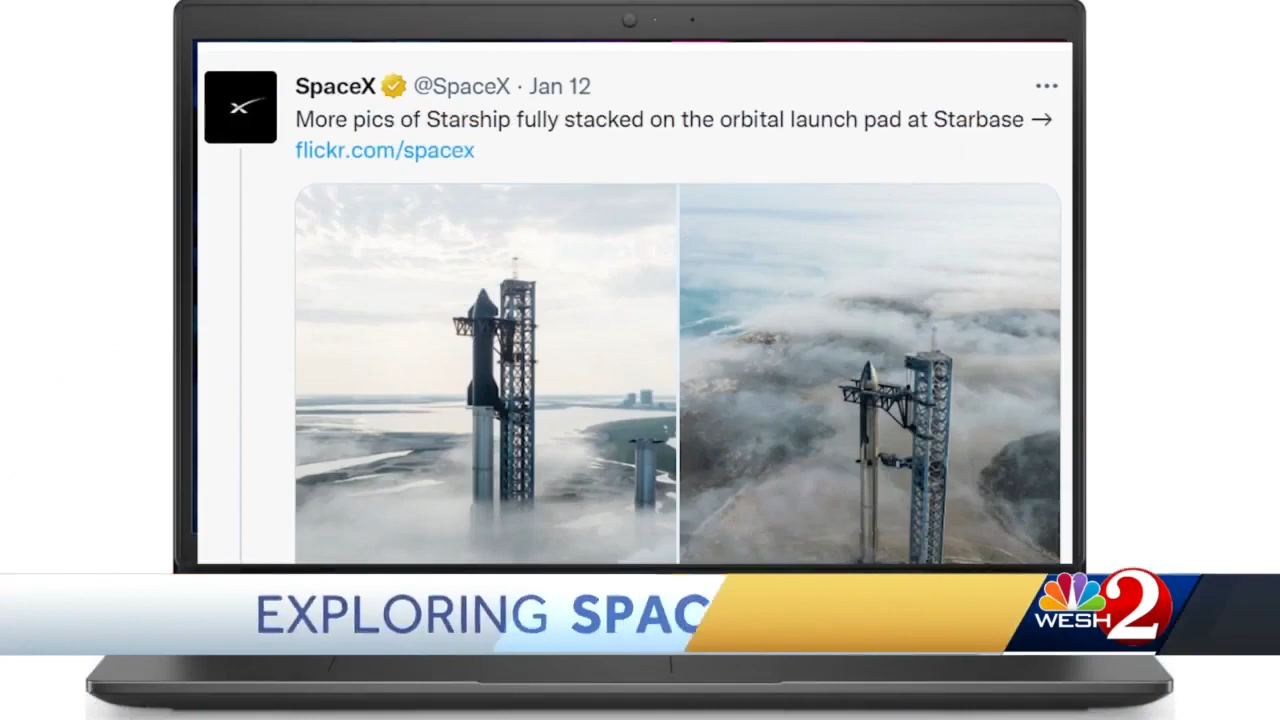 SpaceX @SpaceX · Jan 12
More pics of Starship fully stacked on the orbital launch pad at Starbase →
flickr.com/spacex
EXPLORING SPAC
WESH 2